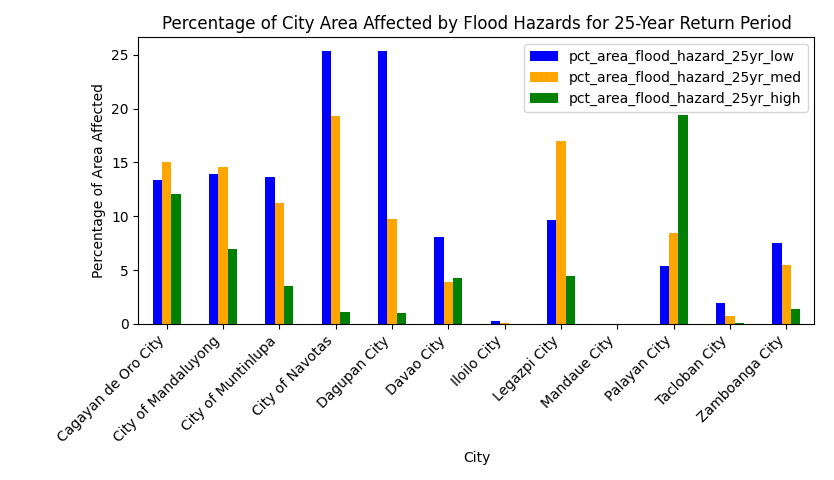 Percentage of City Area Affected by Flood Hazards for 25-Year Return Period
pct_area_flood_hazard_25yr_low
pct_area_flood_hazard_25yr_med
pct_area_flood_hazard_25yr_high
Percentage of Area Affected
25
20
15
10
5
0
Cagayan de Oro City
City of Mandaluyong
City of Muntinlupa
City of Navotas
Dagupan City
Davao City
Iloilo City
Legazpi City
Mandaue City
Palayan City
Tacloban City
Zamboanga City
City